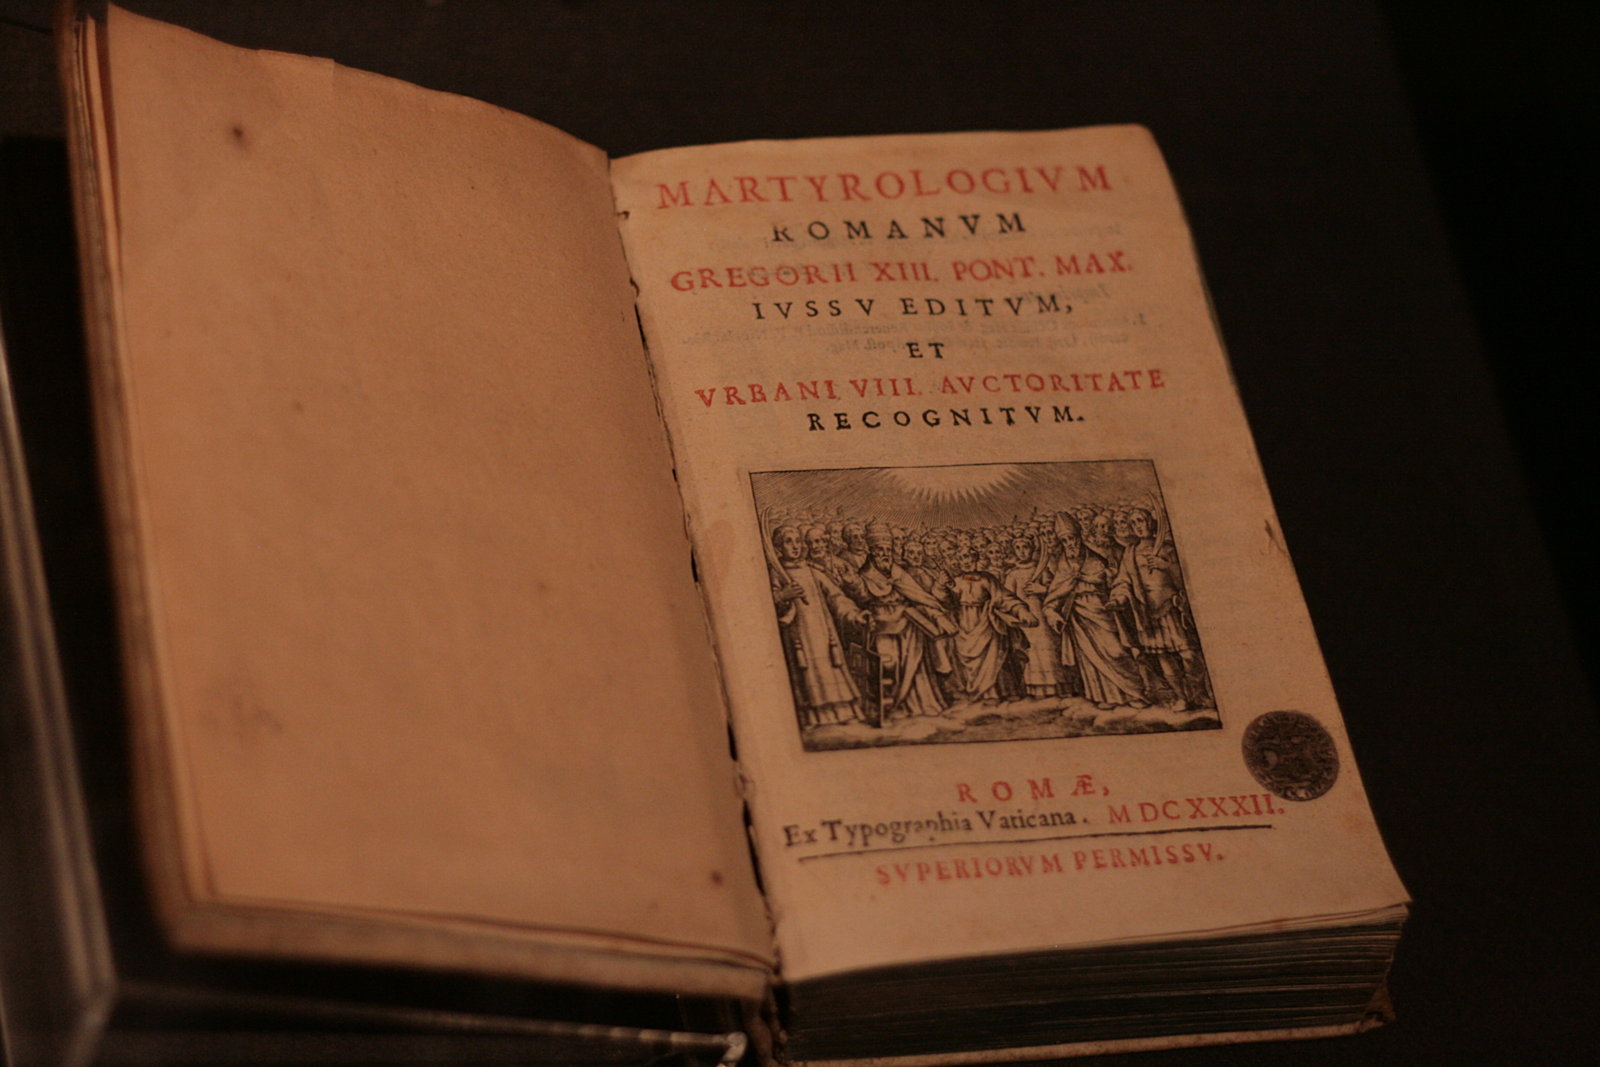 MARTYROLOGIVM
ROMANVM
GREGORII XIII. PONT. MAX.
IVSSV EDITVM,
ET
VRBANI VIII. AVCTORITATE
RECOGNITVM.
ROMÆ,
Ex Typographia Vaticana. MDCXXXII.
SVPERIORVM PERMISSV.